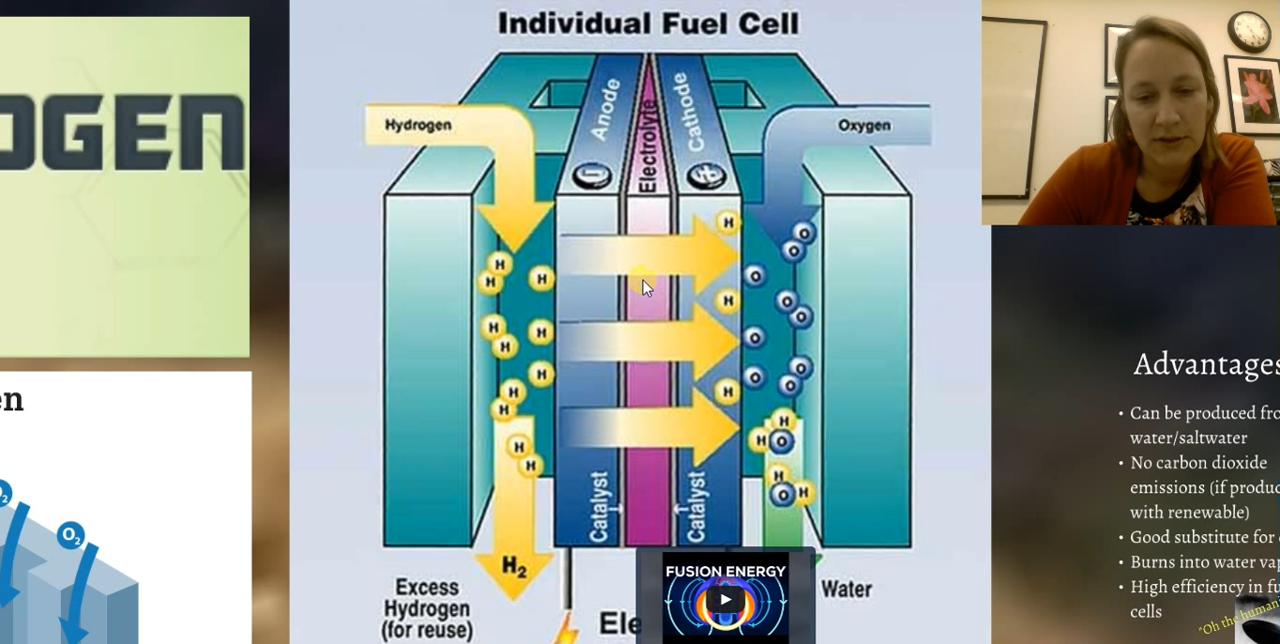 OGEN
en
O₂
O₂
Individual Fuel Cell
Hydrogen
Anode
Electrolyte
Cathode
Oxygen
−
+
H
O
H
O
H
H
O
H
O
H
O
H
H
O
H
O
H
O
H
O
H
H
H
H
O
H
H
H
O
H
Catalyst
Catalyst
H₂
Excess
Hydrogen
(for reuse)
Ele
FUSION ENERGY
Water
Advantages
• Can be produced fro
water/saltwater
• No carbon dioxide
emissions (if produc
with renewable)
• Good substitute for
• Burns into water vap
• High efficiency in fu
cells
"Oh the human